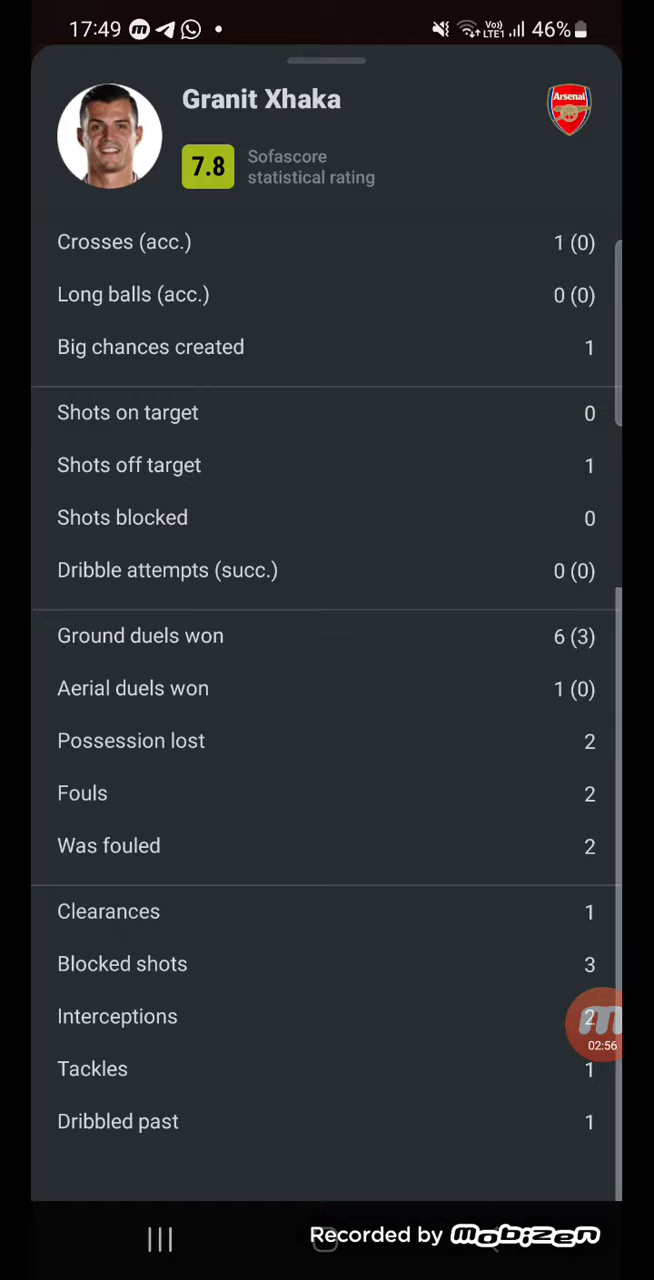 17:49 Vo)) LTE1 46%
Granit Xhaka
Arsenal
7.8 Sofascore
statistical rating
Crosses (acc.) 1 (0)
Long balls (acc.) 0 (0)
Big chances created 1
Shots on target 0
Shots off target 1
Shots blocked 0
Dribble attempts (succ.) 0 (0)
Ground duels won 6 (3)
Aerial duels won 1 (0)
Possession lost 2
Fouls 2
Was fouled 2
Clearances 1
Blocked shots 3
Interceptions 2
m
02:56
Tackles 1
Dribbled past 1
Recorded by mobizen